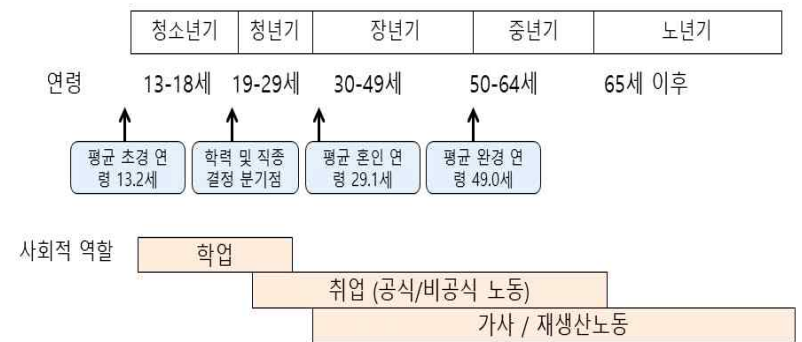 청소년기 청년기 장년기 중년기 노년기
연령 13-18세 19-29세 30-49세 50-64세 65세 이후
평균 초경 연
령 13.2세
학력 및 직종
결정 분기점
평균 혼인 연
령 29.1세
평균 완경 연
령 49.0세
사회적 역할
학업
취업 (공식/비공식 노동)
가사 / 재생산노동